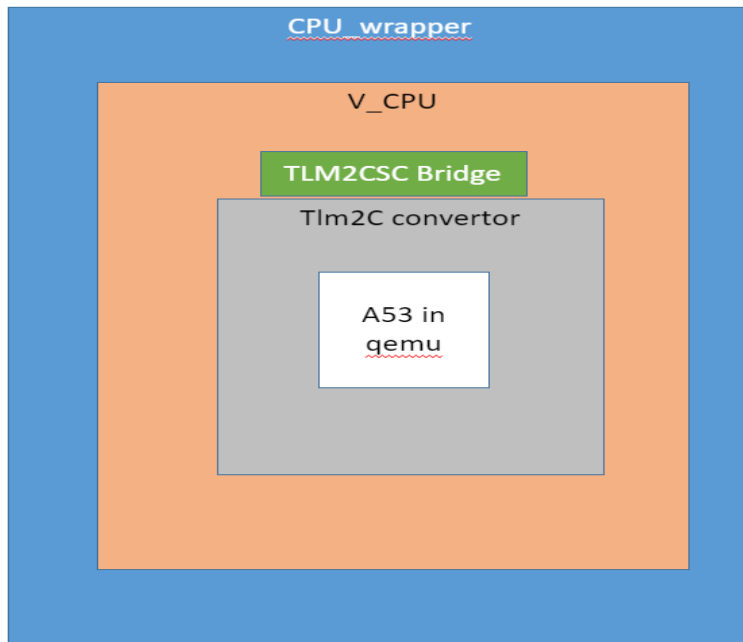 CPU_wrapper
V_CPU
TLM2CSC Bridge
Tlm2C convertor
A53 in
qemu